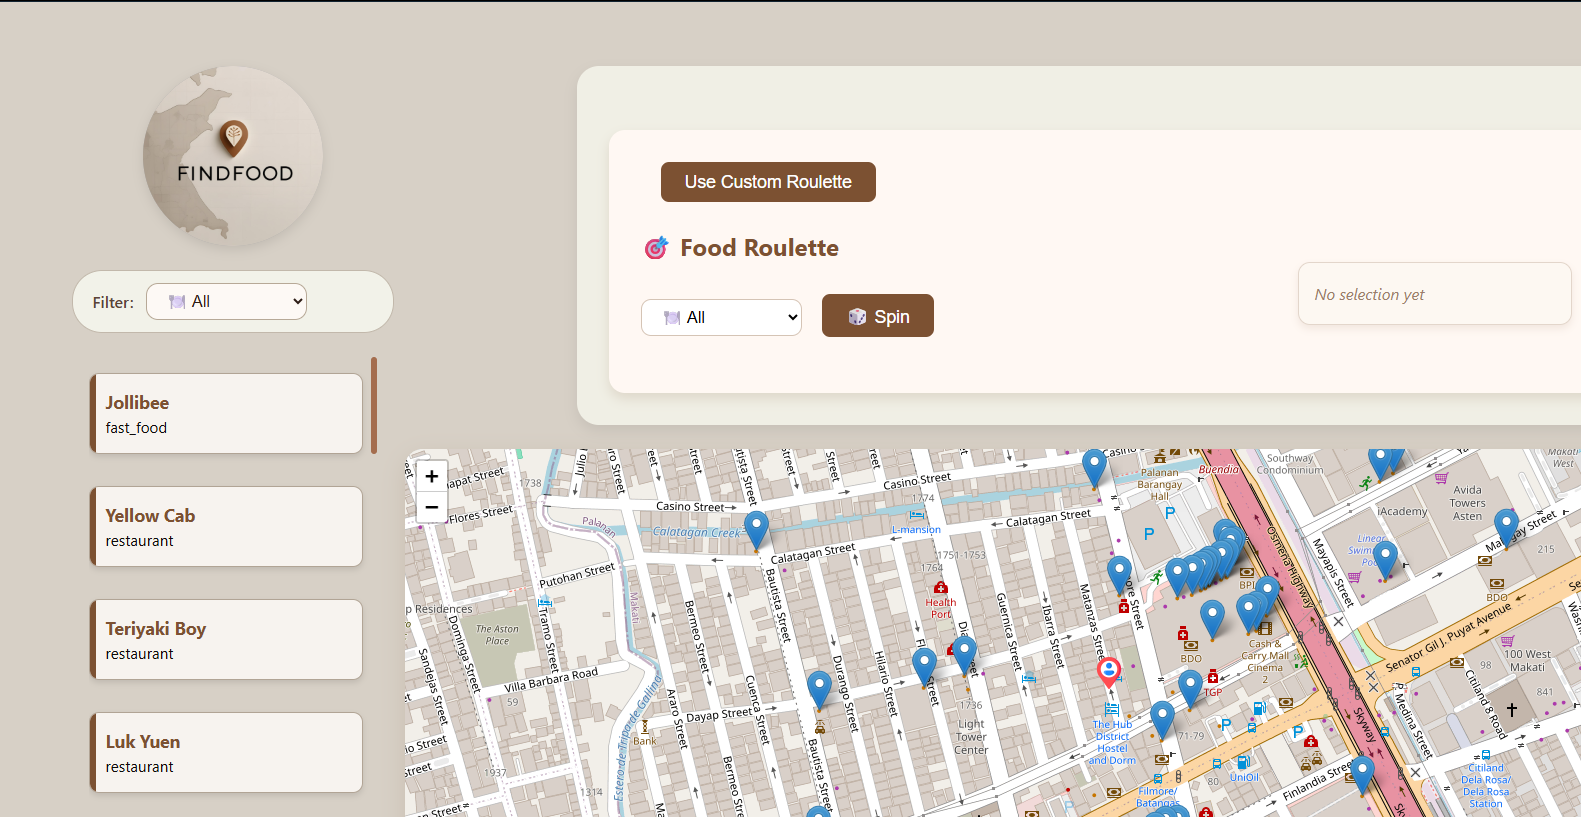 FINDFOOD
Filter:
All
Jollibee
fast_food
Yellow Cab
restaurant
Teriyaki Boy
restaurant
Luk Yuen
restaurant
Use Custom Roulette
Food Roulette
All
Spin
No selection yet
+
−
1738
Flores Street
Casino Street
Casino Street
1774
Palanan
Calatagan Creek
Calatagan Street
Calatagan Street
L-mansion
1751-1753
1764
Putohan Street
Makati
Health
Port
Residences
The Aston
Place
Tramo Street
Dominga Street
Sandejas Street
Villa Barbara Road
59
Bautista Street
Bermejo Street
Durango Street
Hilario Street
Guernica Street
Ibarra Street
Matanzas Street
Dayap Street
Cuenca Street
Araro Street
Bermejo Street
Bautista Street
Estero de Tripa de Gallina
Bank
1736
Light
Tower
Center
1937
1314
The Hub
District
Hostel
and Dorm
71-79
80
Filmore/
Batangas
UniOil
Finlandia Street
Palanan
Barangay
Hall
Buendia
Southway
Condominium
Osmeña Highway
Mayapis Street
iAcademy
Avida
Towers
Asten
Makati
West
215
BPI
BDO
BDO
TGP
Cash &
Carry Mall
Cinema
2
Senator Gil J. Puyat Avenue
98
100 West
Makati
841
Medina Street
Skyway
Citiland 8 Road
Citiland
Dela Rosa/
Dela Rosa
Station